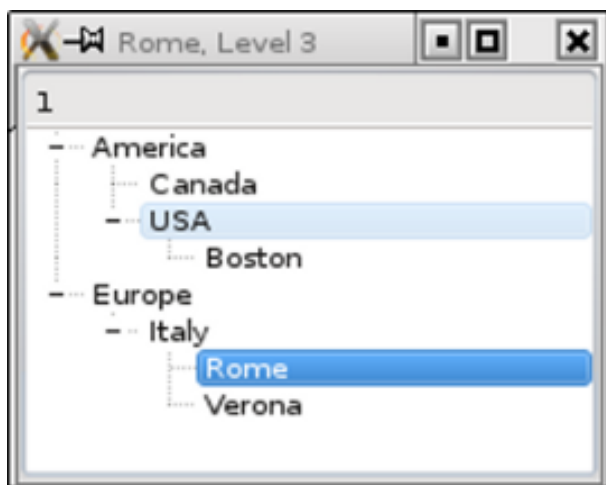 Rome, Level 3
1
America
Canada
USA
Boston
Europe
Italy
Rome
Verona